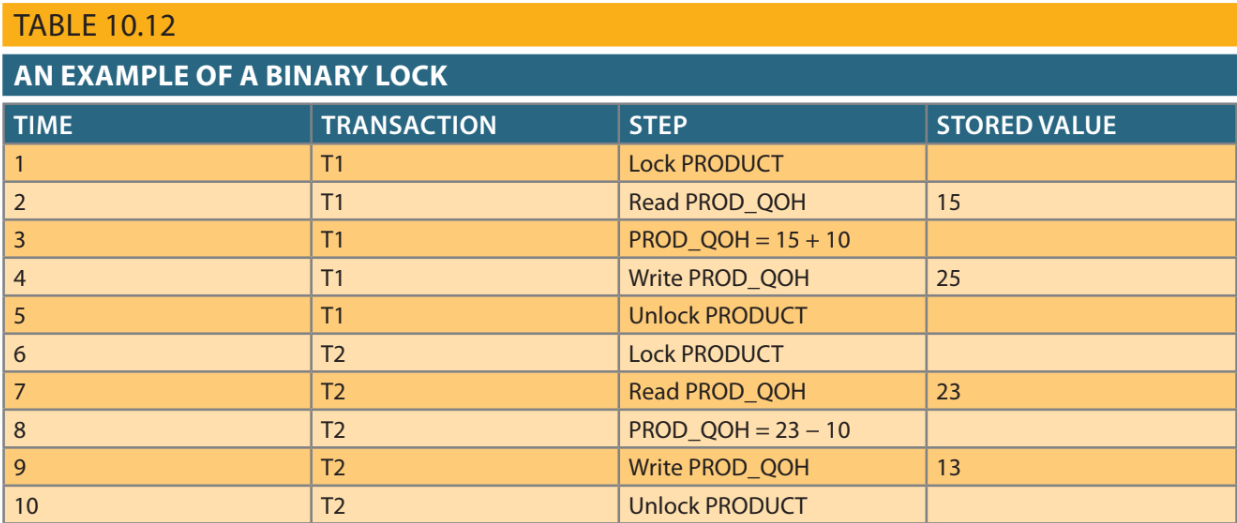 TABLE 10.12
AN EXAMPLE OF A BINARY LOCK
TIME TRANSACTION STEP STORED VALUE
1 T1 Lock PRODUCT
2 T1 Read PROD_QOH 15
3 T1 PROD_QOH = 15 + 10
4 T1 Write PROD_QOH 25
5 T1 Unlock PRODUCT
6 T2 Lock PRODUCT
7 T2 Read PROD_QOH 23
8 T2 PROD_QOH = 23 − 10
9 T2 Write PROD_QOH 13
10 T2 Unlock PRODUCT